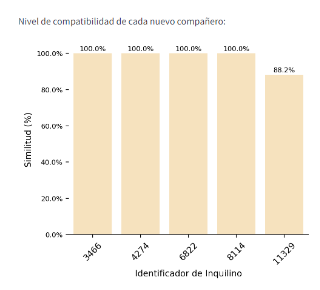 Nivel de compatibilidad de cada nuevo compañero:
100.0% 100.0% 100.0% 100.0%
88.2%
100.0%
80.0%
60.0%
40.0%
20.0%
0.0%
Similitud (%)
3466 4274 6822 8114 11329
Identificador de Inquilino